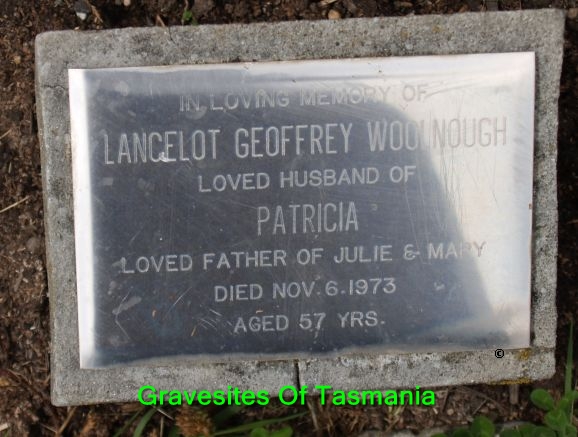 IN LOVING MEMORY OF
LANCELOT GEOFFREY WOOLNOUGH
LOVED HUSBAND OF
PATRICIA
LOVED FATHER OF JULIE & MARY
DIED NOV. 6. 1973
AGED 57 YRS.
©
Gravesites Of Tasmania